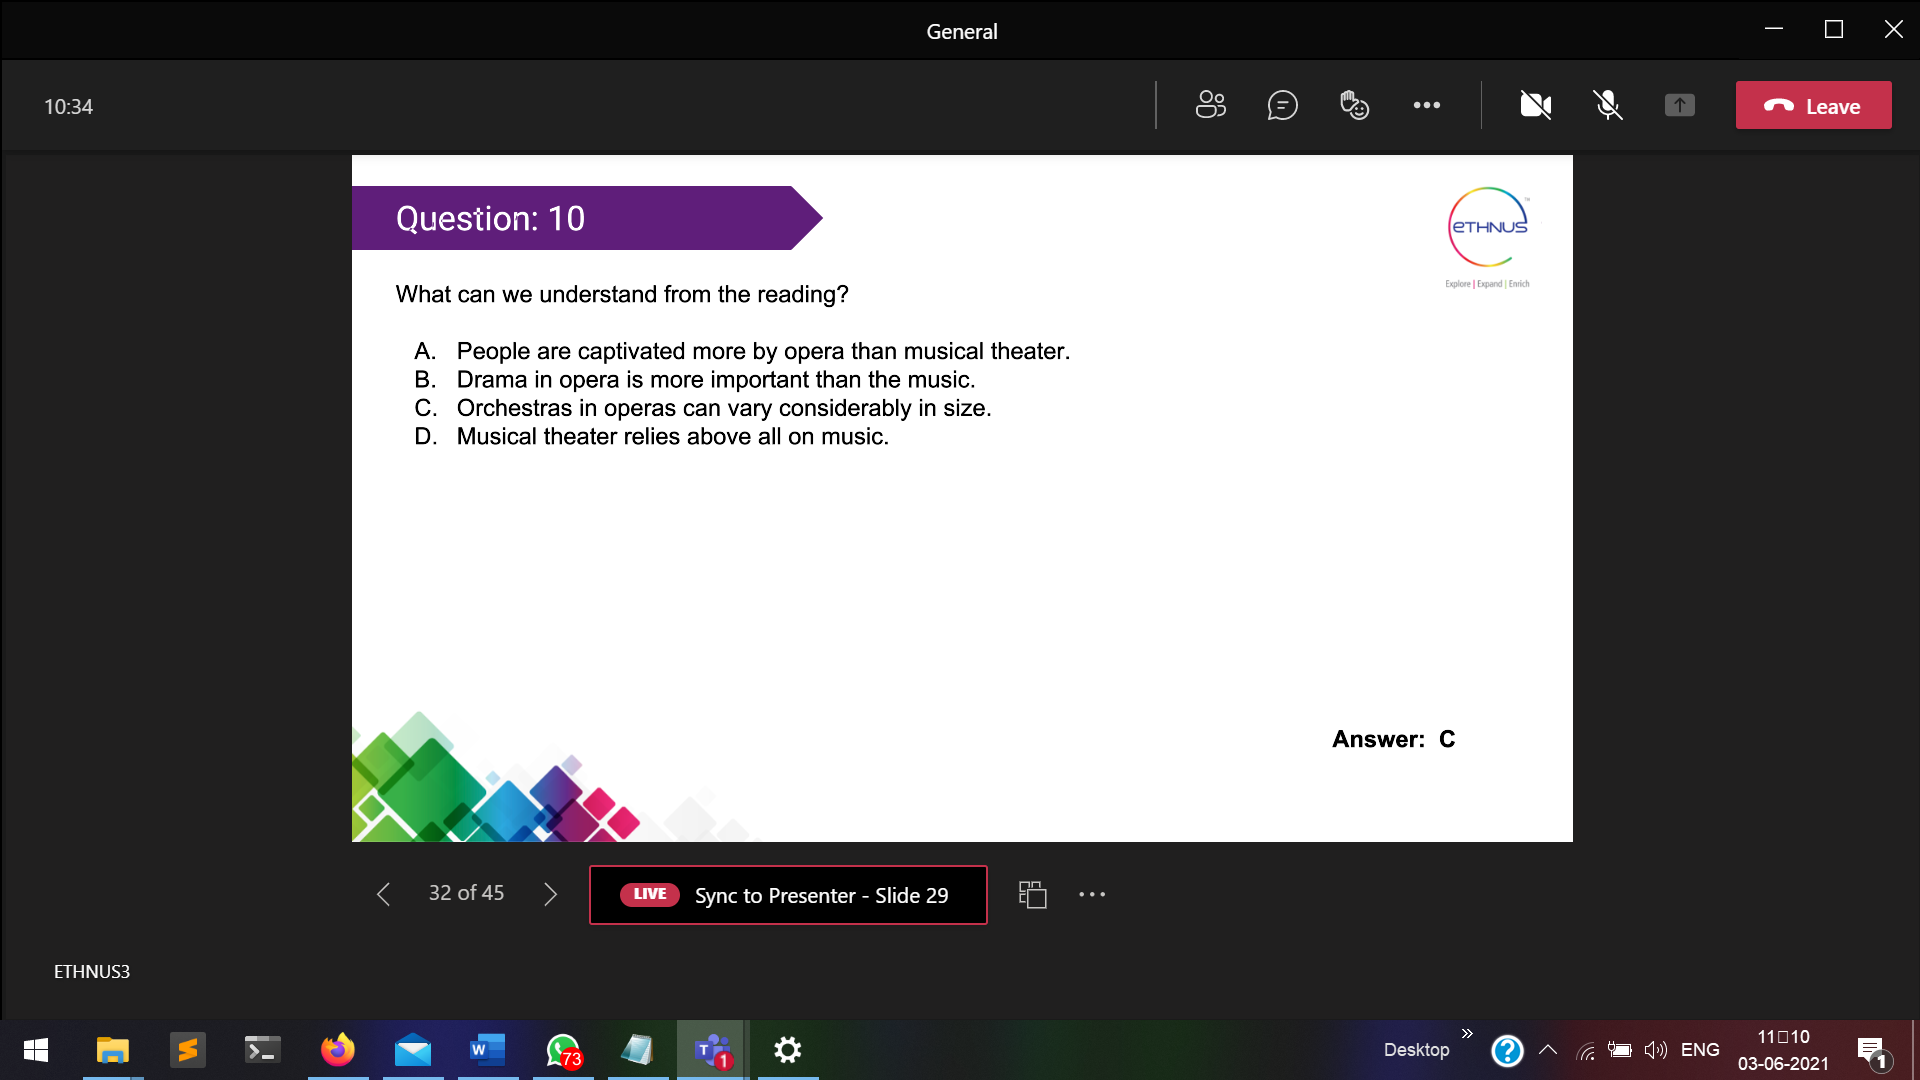 General
10:34
Leave
Question: 10
eTHNUS
TM
Explore | Expand | Enrich
What can we understand from the reading?
A. People are captivated more by opera than musical theater.
B. Drama in opera is more important than the music.
C. Orchestras in operas can vary considerably in size.
D. Musical theater relies above all on music.
Answer: C
32 of 45
LIVE Sync to Presenter - Slide 29
ETHNUS3
W
73
T
1
Desktop
»
?
ENG
11▯10
03-06-2021
1